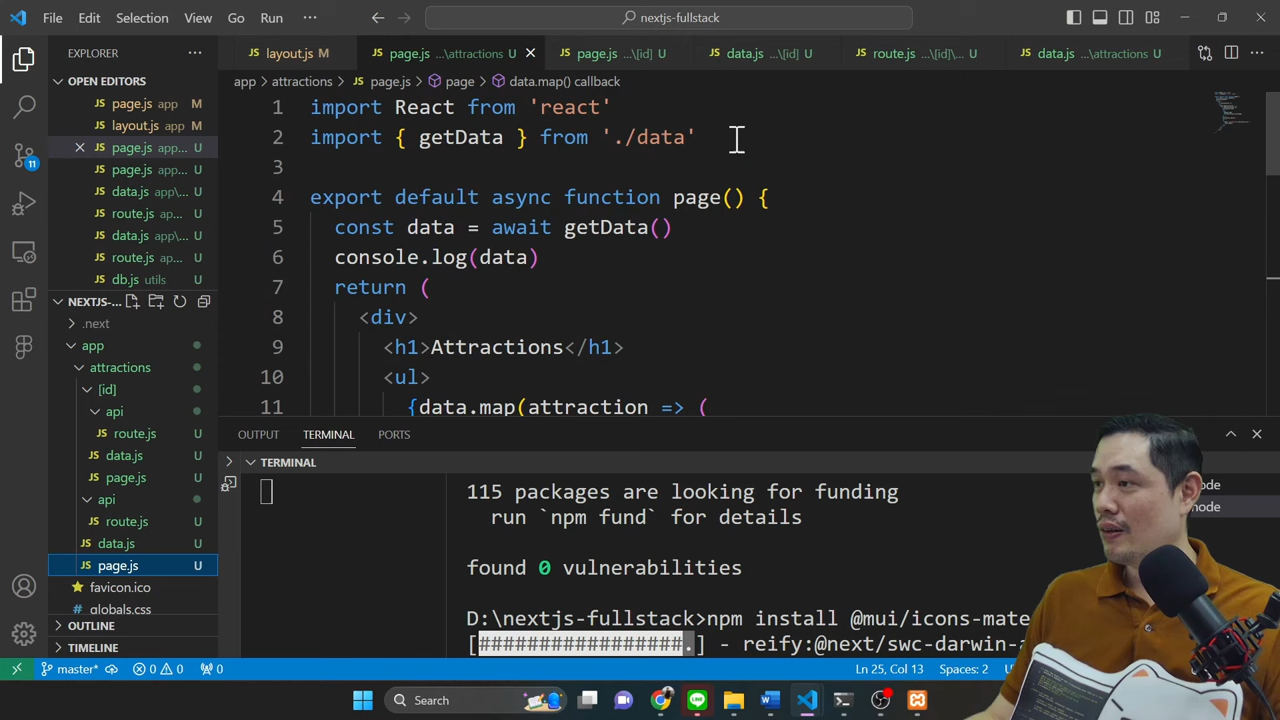 File Edit Selection View Go Run ··· nextjs-fullstack
EXPLORER
OPEN EDITORS
page.js app M
layout.js app M
page.js app... U
page.js app... U
data.js app\... U
route.js ap... U
data.js app\... U
route.js ap... U
db.js utils U
NEXTJS-...
.next
app
attractions
[id]
api
route.js U
data.js U
page.js U
api
route.js U
data.js U
page.js U
favicon.ico
globals.css
OUTLINE
TIMELINE
layout.js M
page.js ...\attractions U
page.js ...\[id] U
data.js ...\[id] U
route.js ...\[id]\... U
data.js ...\attractions U
app > attractions > page.js > page > data.map() callback
1 import React from 'react'
2 import { getData } from './data'
3
4 export default async function page() {
5 const data = await getData()
6 console.log(data)
7 return (
8 <div>
9 <h1>Attractions</h1>
10 <ul>
11 {data.map(attraction => (
OUTPUT TERMINAL PORTS
TERMINAL
115 packages are looking for funding
run `npm fund` for details
found 0 vulnerabilities
D:\nextjs-fullstack>npm install @mui/icons-mate
[#################.] - reify:@next/swc-darwin-a
node
11
master* 0 0 Ln 25, Col 13 Spaces: 2
Search